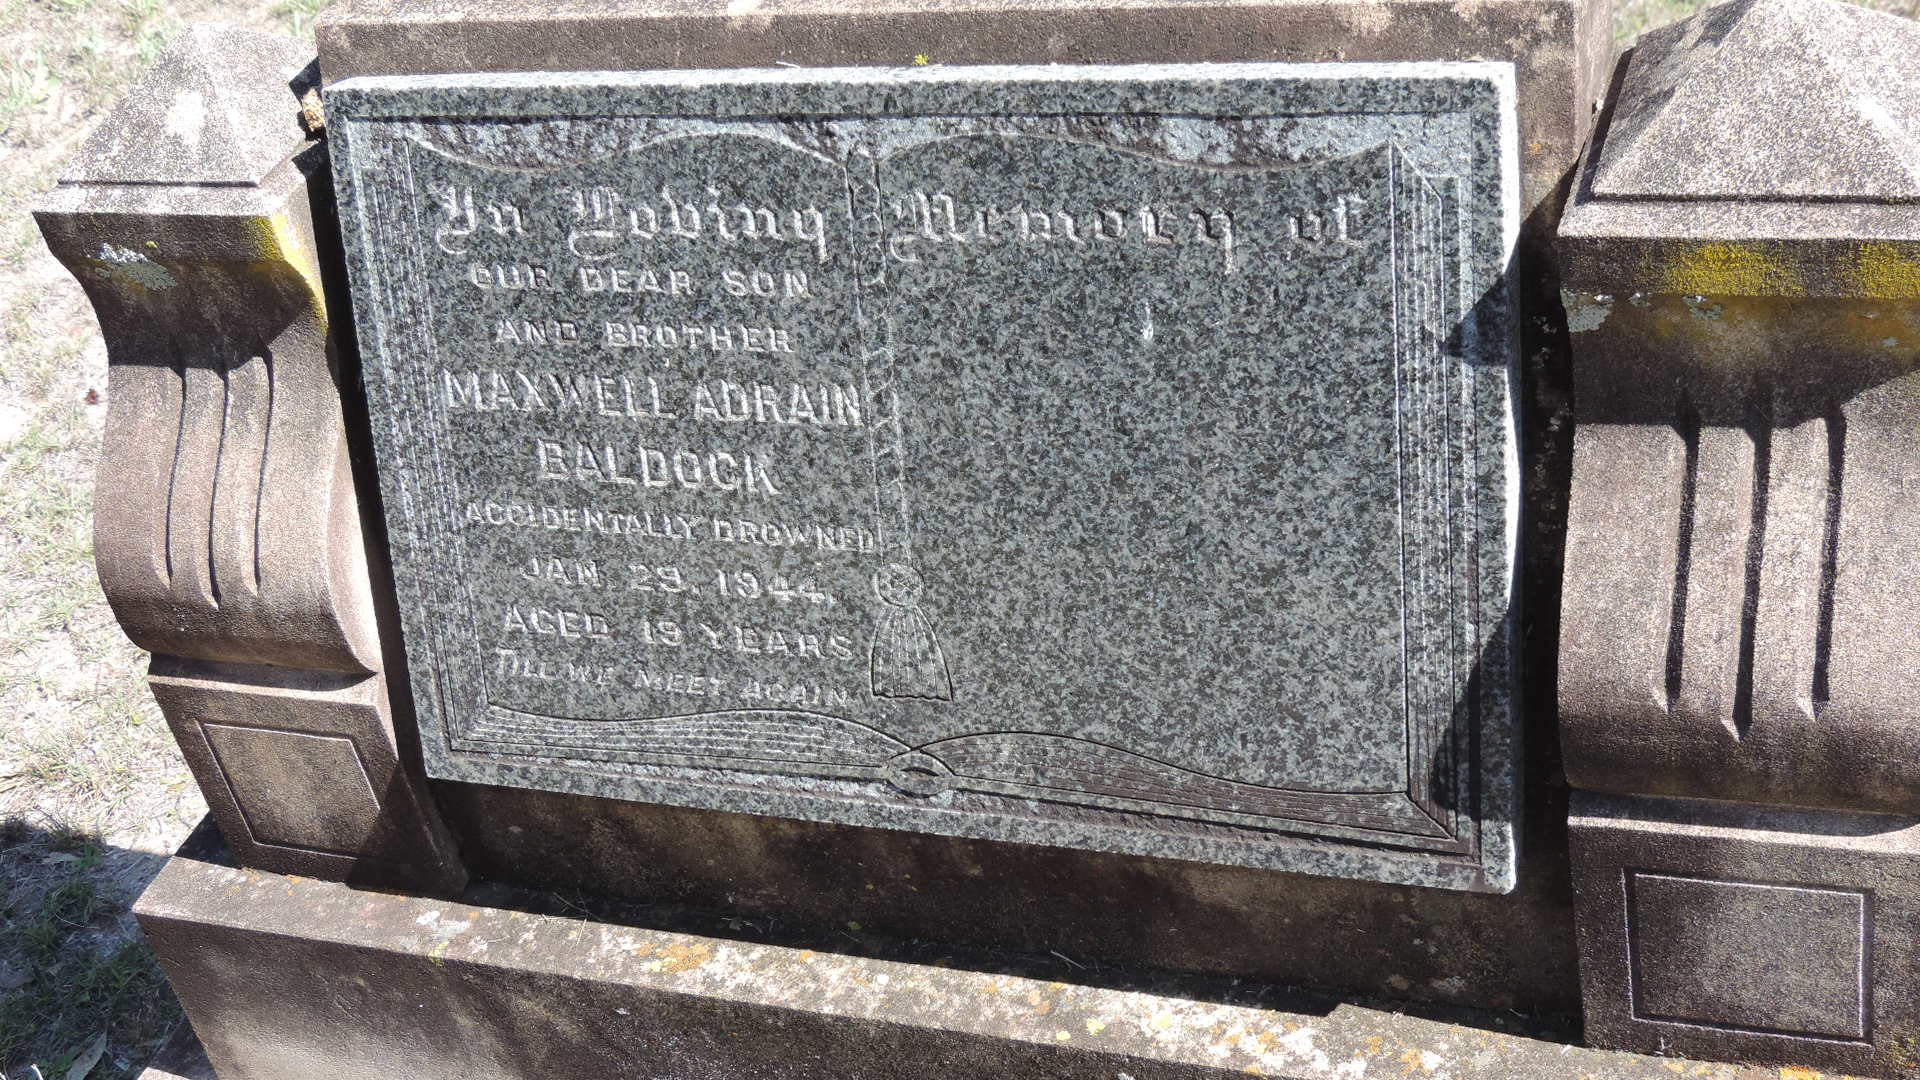 In Loving Memory of
OUR DEAR SON
AND BROTHER
MAXWELL ADRAIN
BALDOCK
ACCIDENTALLY DROWNED
JAN. 29. 1944.
AGED 19 YEARS
TILL WE MEET AGAIN